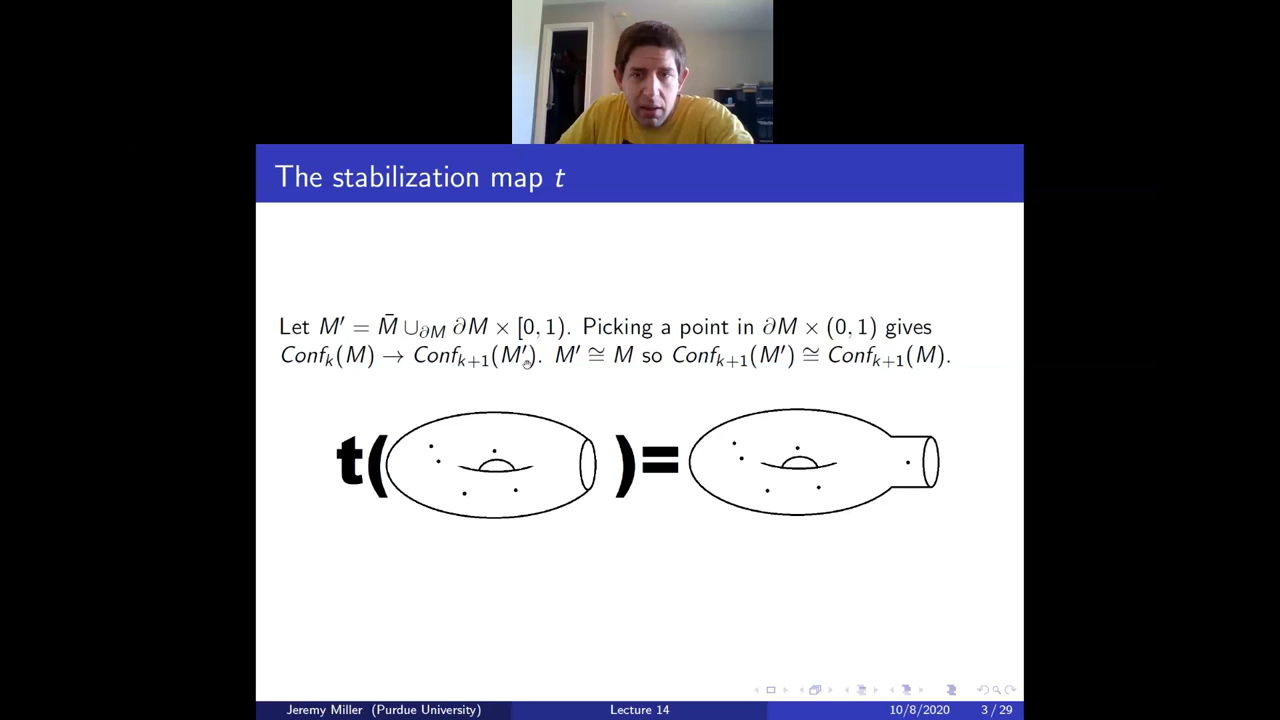 The stabilization map t
Let M′ = M̄ ∪_∂M ∂M × [0, 1). Picking a point in ∂M × (0, 1) gives
Conf_k(M) → Conf_{k+1}(M′). M′ ≅ M so Conf_{k+1}(M′) ≅ Conf_{k+1}(M).
t( )=
Jeremy Miller (Purdue University) Lecture 14 10/8/2020 3 / 29